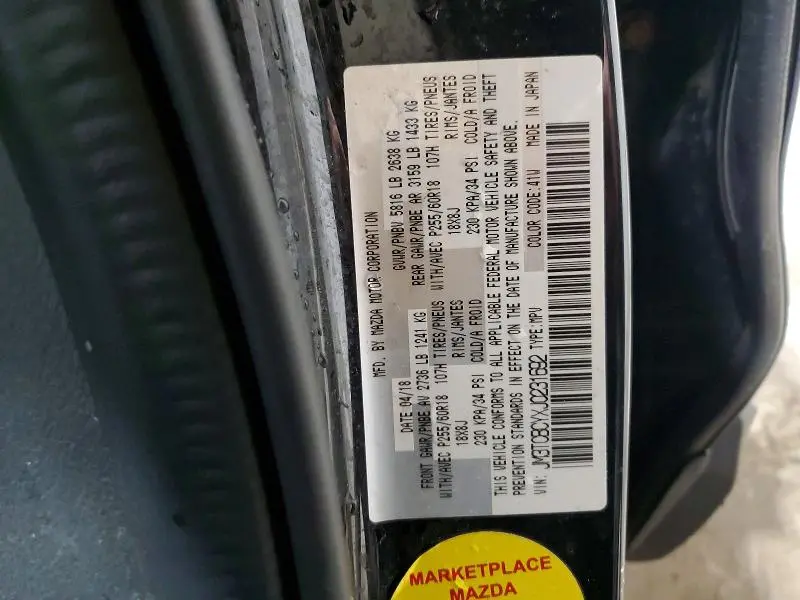 MFD. BY MAZDA MOTOR CORPORATION
DATE 04/18 GVWR/PNBV 5816 LB 2638 KG
FRONT GAWR/PNBE AV 2736 LB 1241 KG REAR GAWR/PNBE AR 3159 LB 1433 KG
WITH/AVEC P255/60R18 107H TIRES/PNEUS WITH/AVEC P255/60R18 107H TIRES/PNEUS
18X8J RIMS/JANTES 18X8J RIMS/JANTES
230 KPA/34 PSI COLD/A FROID 230 KPA/34 PSI COLD/A FROID
THIS VEHICLE CONFORMS TO ALL APPLICABLE FEDERAL MOTOR VEHICLE SAFETY AND THEFT
PREVENTION STANDARDS IN EFFECT ON THE DATE OF MANUFACTURE SHOWN ABOVE.
VIN: JM3TCBCYXJ0231692 TYPE:MPV COLOR CODE:41W MADE IN JAPAN
MARKETPLACE
MAZDA